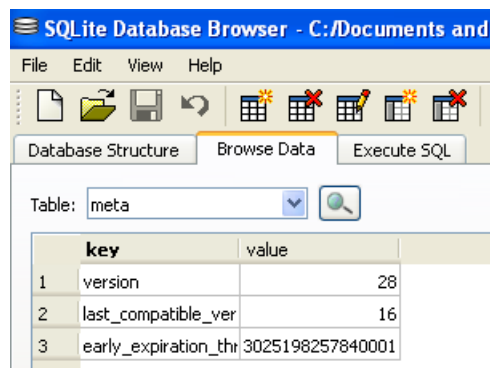 SQLite Database Browser - C:/Documents and
File Edit View Help
Database Structure Browse Data Execute SQL
Table: meta
key value
1 version 28
2 last_compatible_ver 16
3 early_expiration_thr 3025198257840001